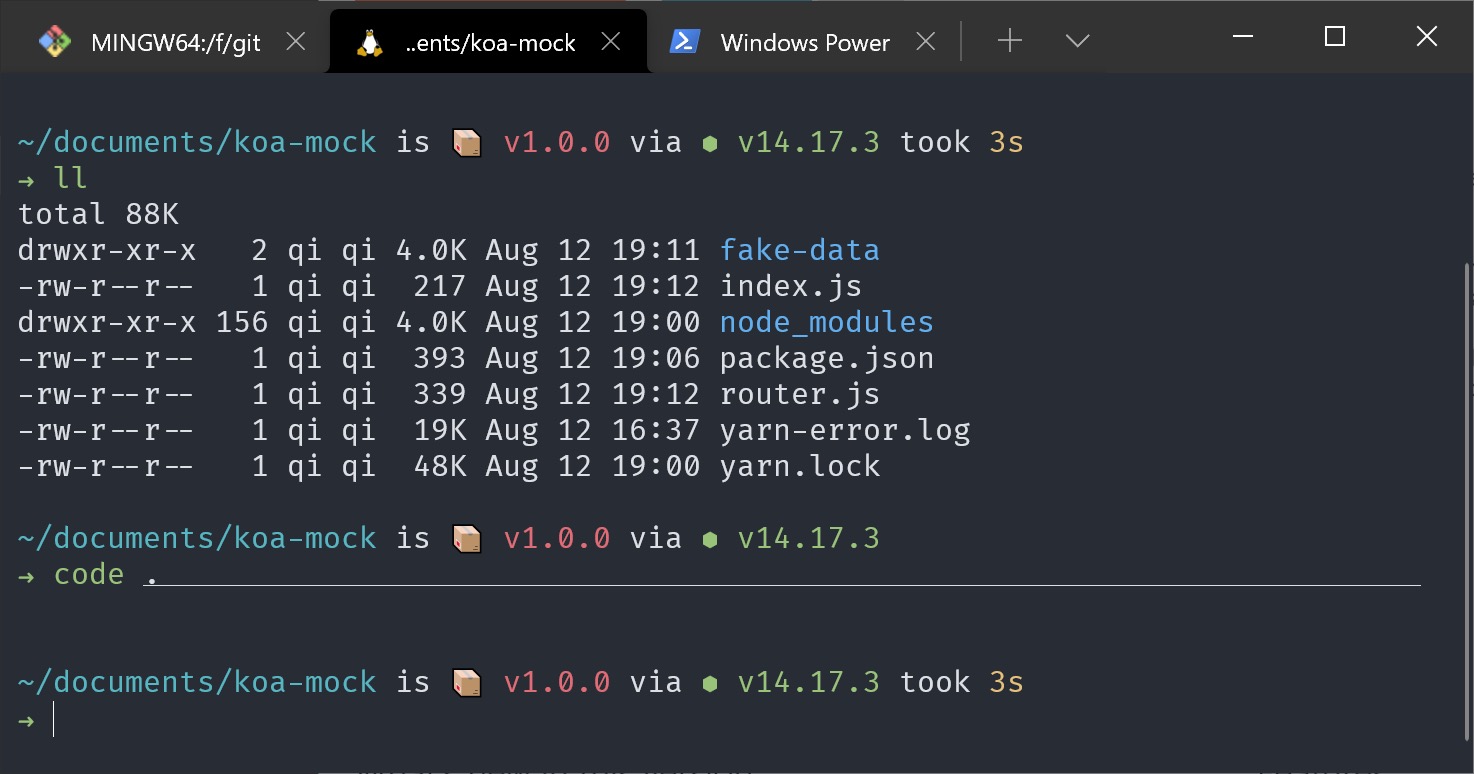 MINGW64:/f/git
..ents/koa-mock
Windows Power
~/documents/koa-mock is 📦 v1.0.0 via ⬢ v14.17.3 took 3s
→ ll
total 88K
drwxr-xr-x   2 qi qi 4.0K Aug 12 19:11 fake-data
-rw-r--r--   1 qi qi  217 Aug 12 19:12 index.js
drwxr-xr-x 156 qi qi 4.0K Aug 12 19:00 node_modules
-rw-r--r--   1 qi qi  393 Aug 12 19:06 package.json
-rw-r--r--   1 qi qi  339 Aug 12 19:12 router.js
-rw-r--r--   1 qi qi  19K Aug 12 16:37 yarn-error.log
-rw-r--r--   1 qi qi  48K Aug 12 19:00 yarn.lock
~/documents/koa-mock is 📦 v1.0.0 via ⬢ v14.17.3
→ code .
~/documents/koa-mock is 📦 v1.0.0 via ⬢ v14.17.3 took 3s
→